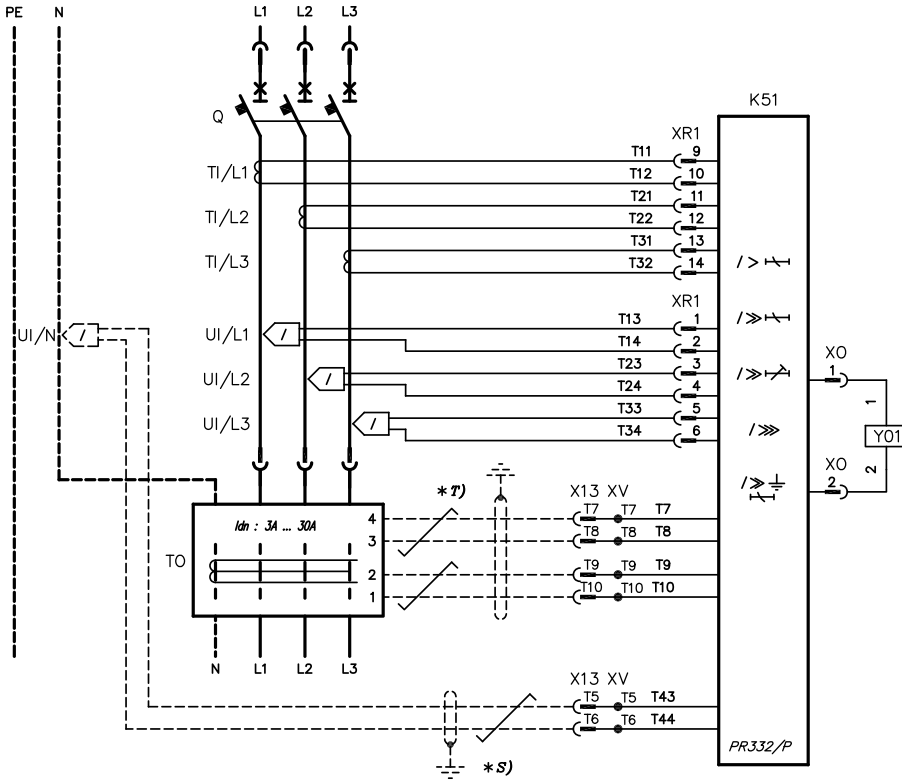 PE N L1 L2 L3
K51
Q
XR1
T11 9
TI/L1 T12 10
T21 11
TI/L2 T22 12
T31 13
TI/L3 T32 14
/>
XR1
T13 1
/≫
UI/N / UI/L1 / T14 2
T23 3 XO
/≫ 1
UI/L2 / T24 4
T33 5 1
UI/L3 / T34 6 /⋙ Y01
2
XO
/≫ 2
*T) X13 XV
Idn : 3A ... 30A 4 T7 T7 T7
3 T8 T8 T8
TO
2 T9 T9 T9
1 T10 T10 T10
N L1 L2 L3
X13 XV
T5 T5 T43
T6 T6 T44
PR332/P
*S)